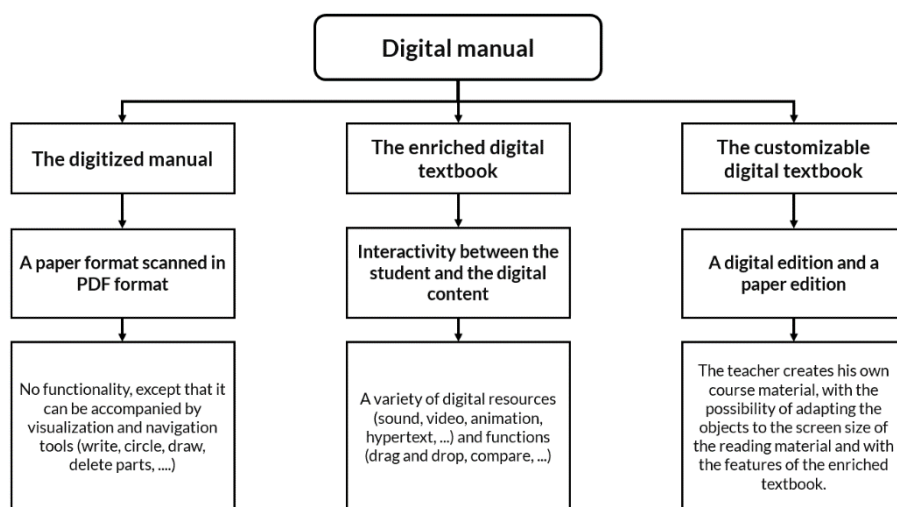 Digital manual
The digitized manual
The enriched digital
textbook
The customizable
digital textbook
A paper format scanned in
PDF format
Interactivity between the
student and the digital
content
A digital edition and a
paper edition
No functionality, except that it
can be accompanied by
visualization and navigation
tools (write, circle, draw,
delete parts, ....)
A variety of digital resources
(sound, video, animation,
hypertext, ...) and functions
(drag and drop, compare, ...)
The teacher creates his own
course material, with the
possibility of adapting the
objects to the screen size of
the reading material and with
the features of the enriched
textbook.